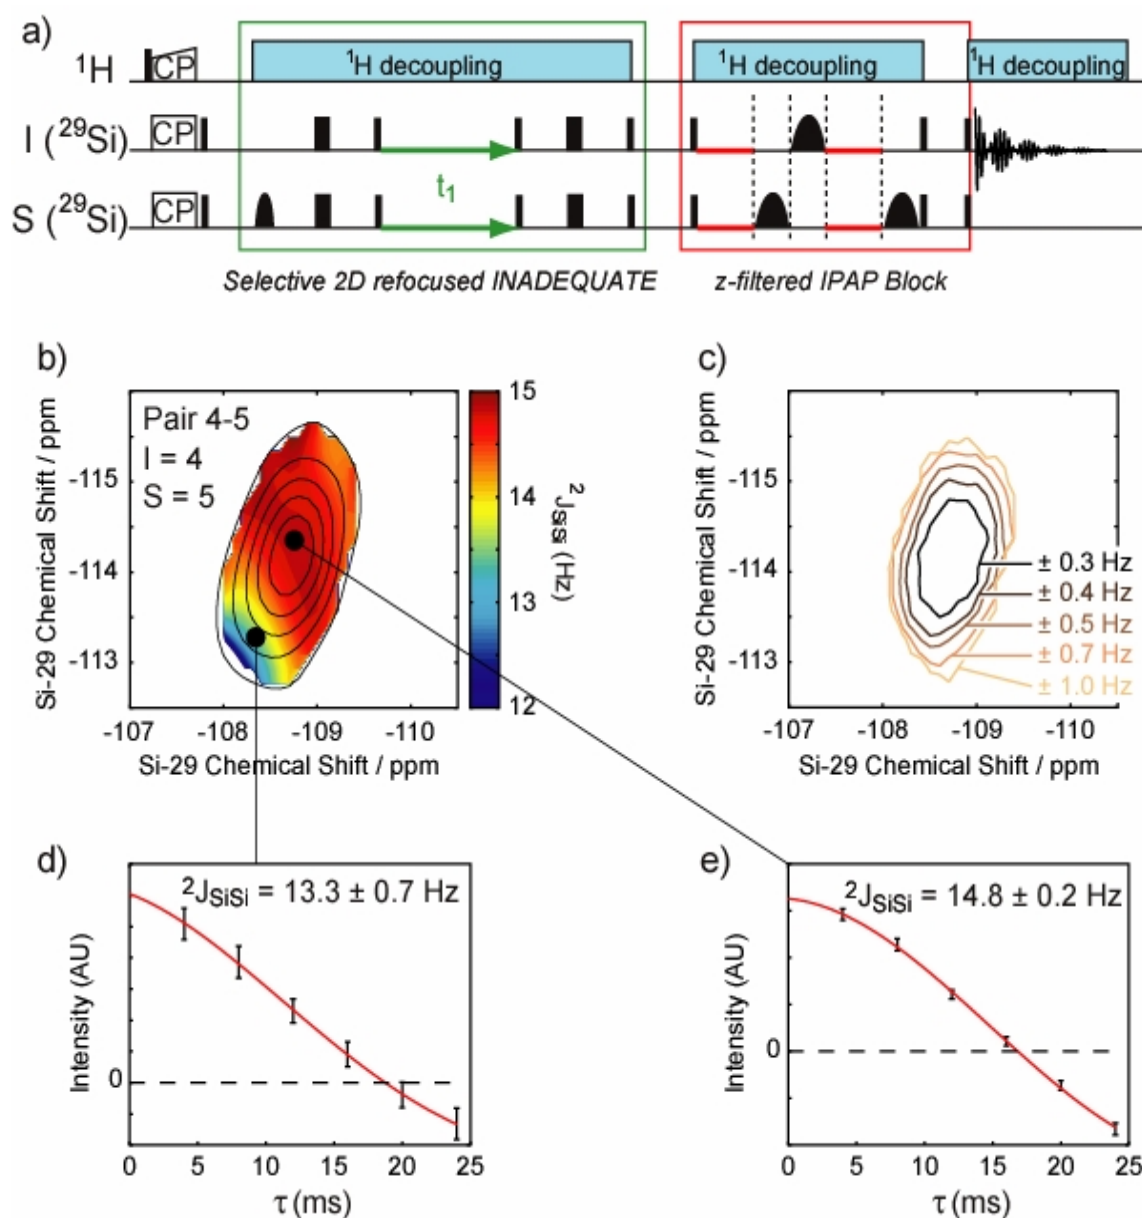 a)
¹H CP ¹H decoupling ¹H decoupling ¹H decoupling
I (²⁹Si) CP
t₁
S (²⁹Si) CP
Selective 2D refocused INADEQUATE z-filtered IPAP Block
b)
Pair 4-5
I = 4
S = 5
Si-29 Chemical Shift / ppm
-115
-114
-113
-107 -108 -109 -110
Si-29 Chemical Shift / ppm
15
14
13
12
²JSiSi (Hz)
c)
Si-29 Chemical Shift / ppm
-115
-114
-113
± 0.3 Hz
± 0.4 Hz
± 0.5 Hz
± 0.7 Hz
± 1.0 Hz
-107 -108 -109 -110
Si-29 Chemical Shift / ppm
d)
²JSiSi = 13.3 ± 0.7 Hz
Intensity (AU)
0
0 5 10 15 20 25
τ (ms)
e)
²JSiSi = 14.8 ± 0.2 Hz
Intensity (AU)
0
0 5 10 15 20 25
τ (ms)